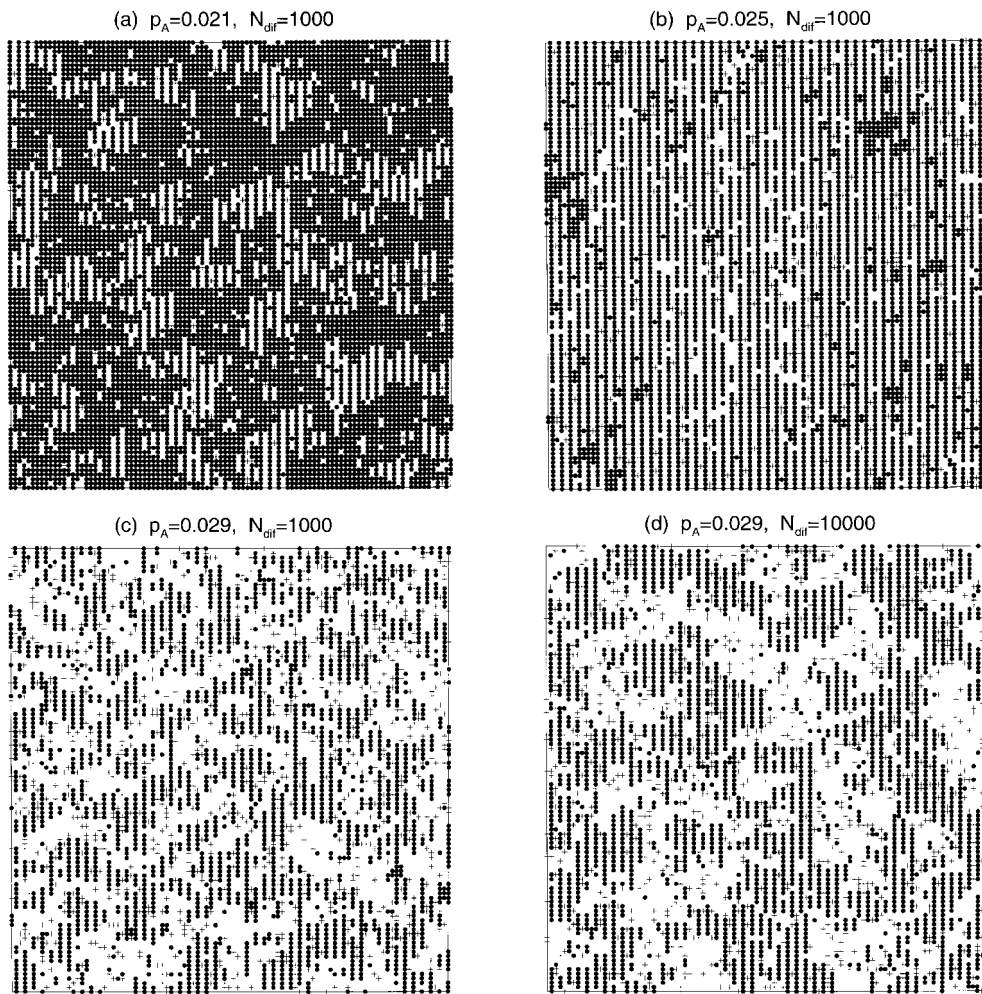 (a) p_A=0.021, N_dif=1000
(b) p_A=0.025, N_dif=1000
(c) p_A=0.029, N_dif=1000
(d) p_A=0.029, N_dif=10000